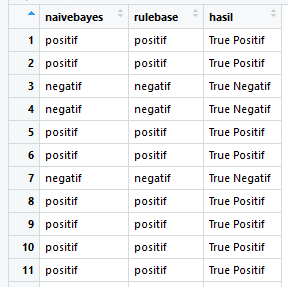 naivebayes rulebase hasil
1 positif positif True Positif
2 positif positif True Positif
3 negatif negatif True Negatif
4 negatif negatif True Negatif
5 positif positif True Positif
6 positif positif True Positif
7 negatif negatif True Negatif
8 positif positif True Positif
9 positif positif True Positif
10 positif positif True Positif
11 positif positif True Positif